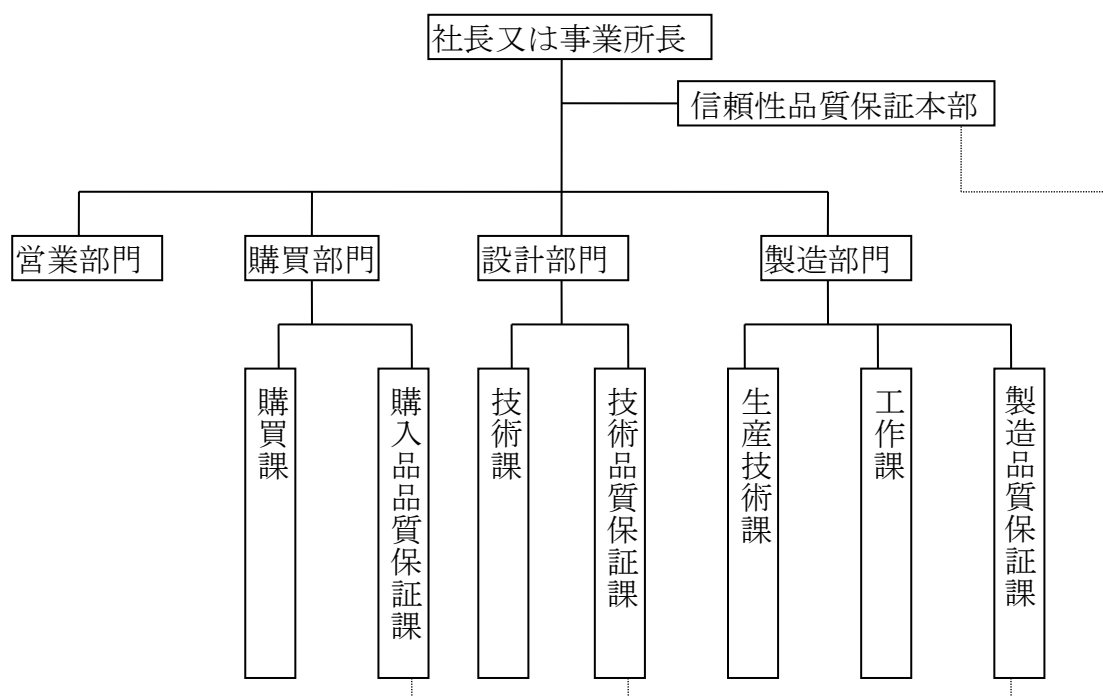 社長又は事業所長
信頼性品質保証本部
営業部門
購買部門
設計部門
製造部門
購買課
購入品品質保証課
技術課
技術品質保証課
生産技術課
工作課
製造品質保証課